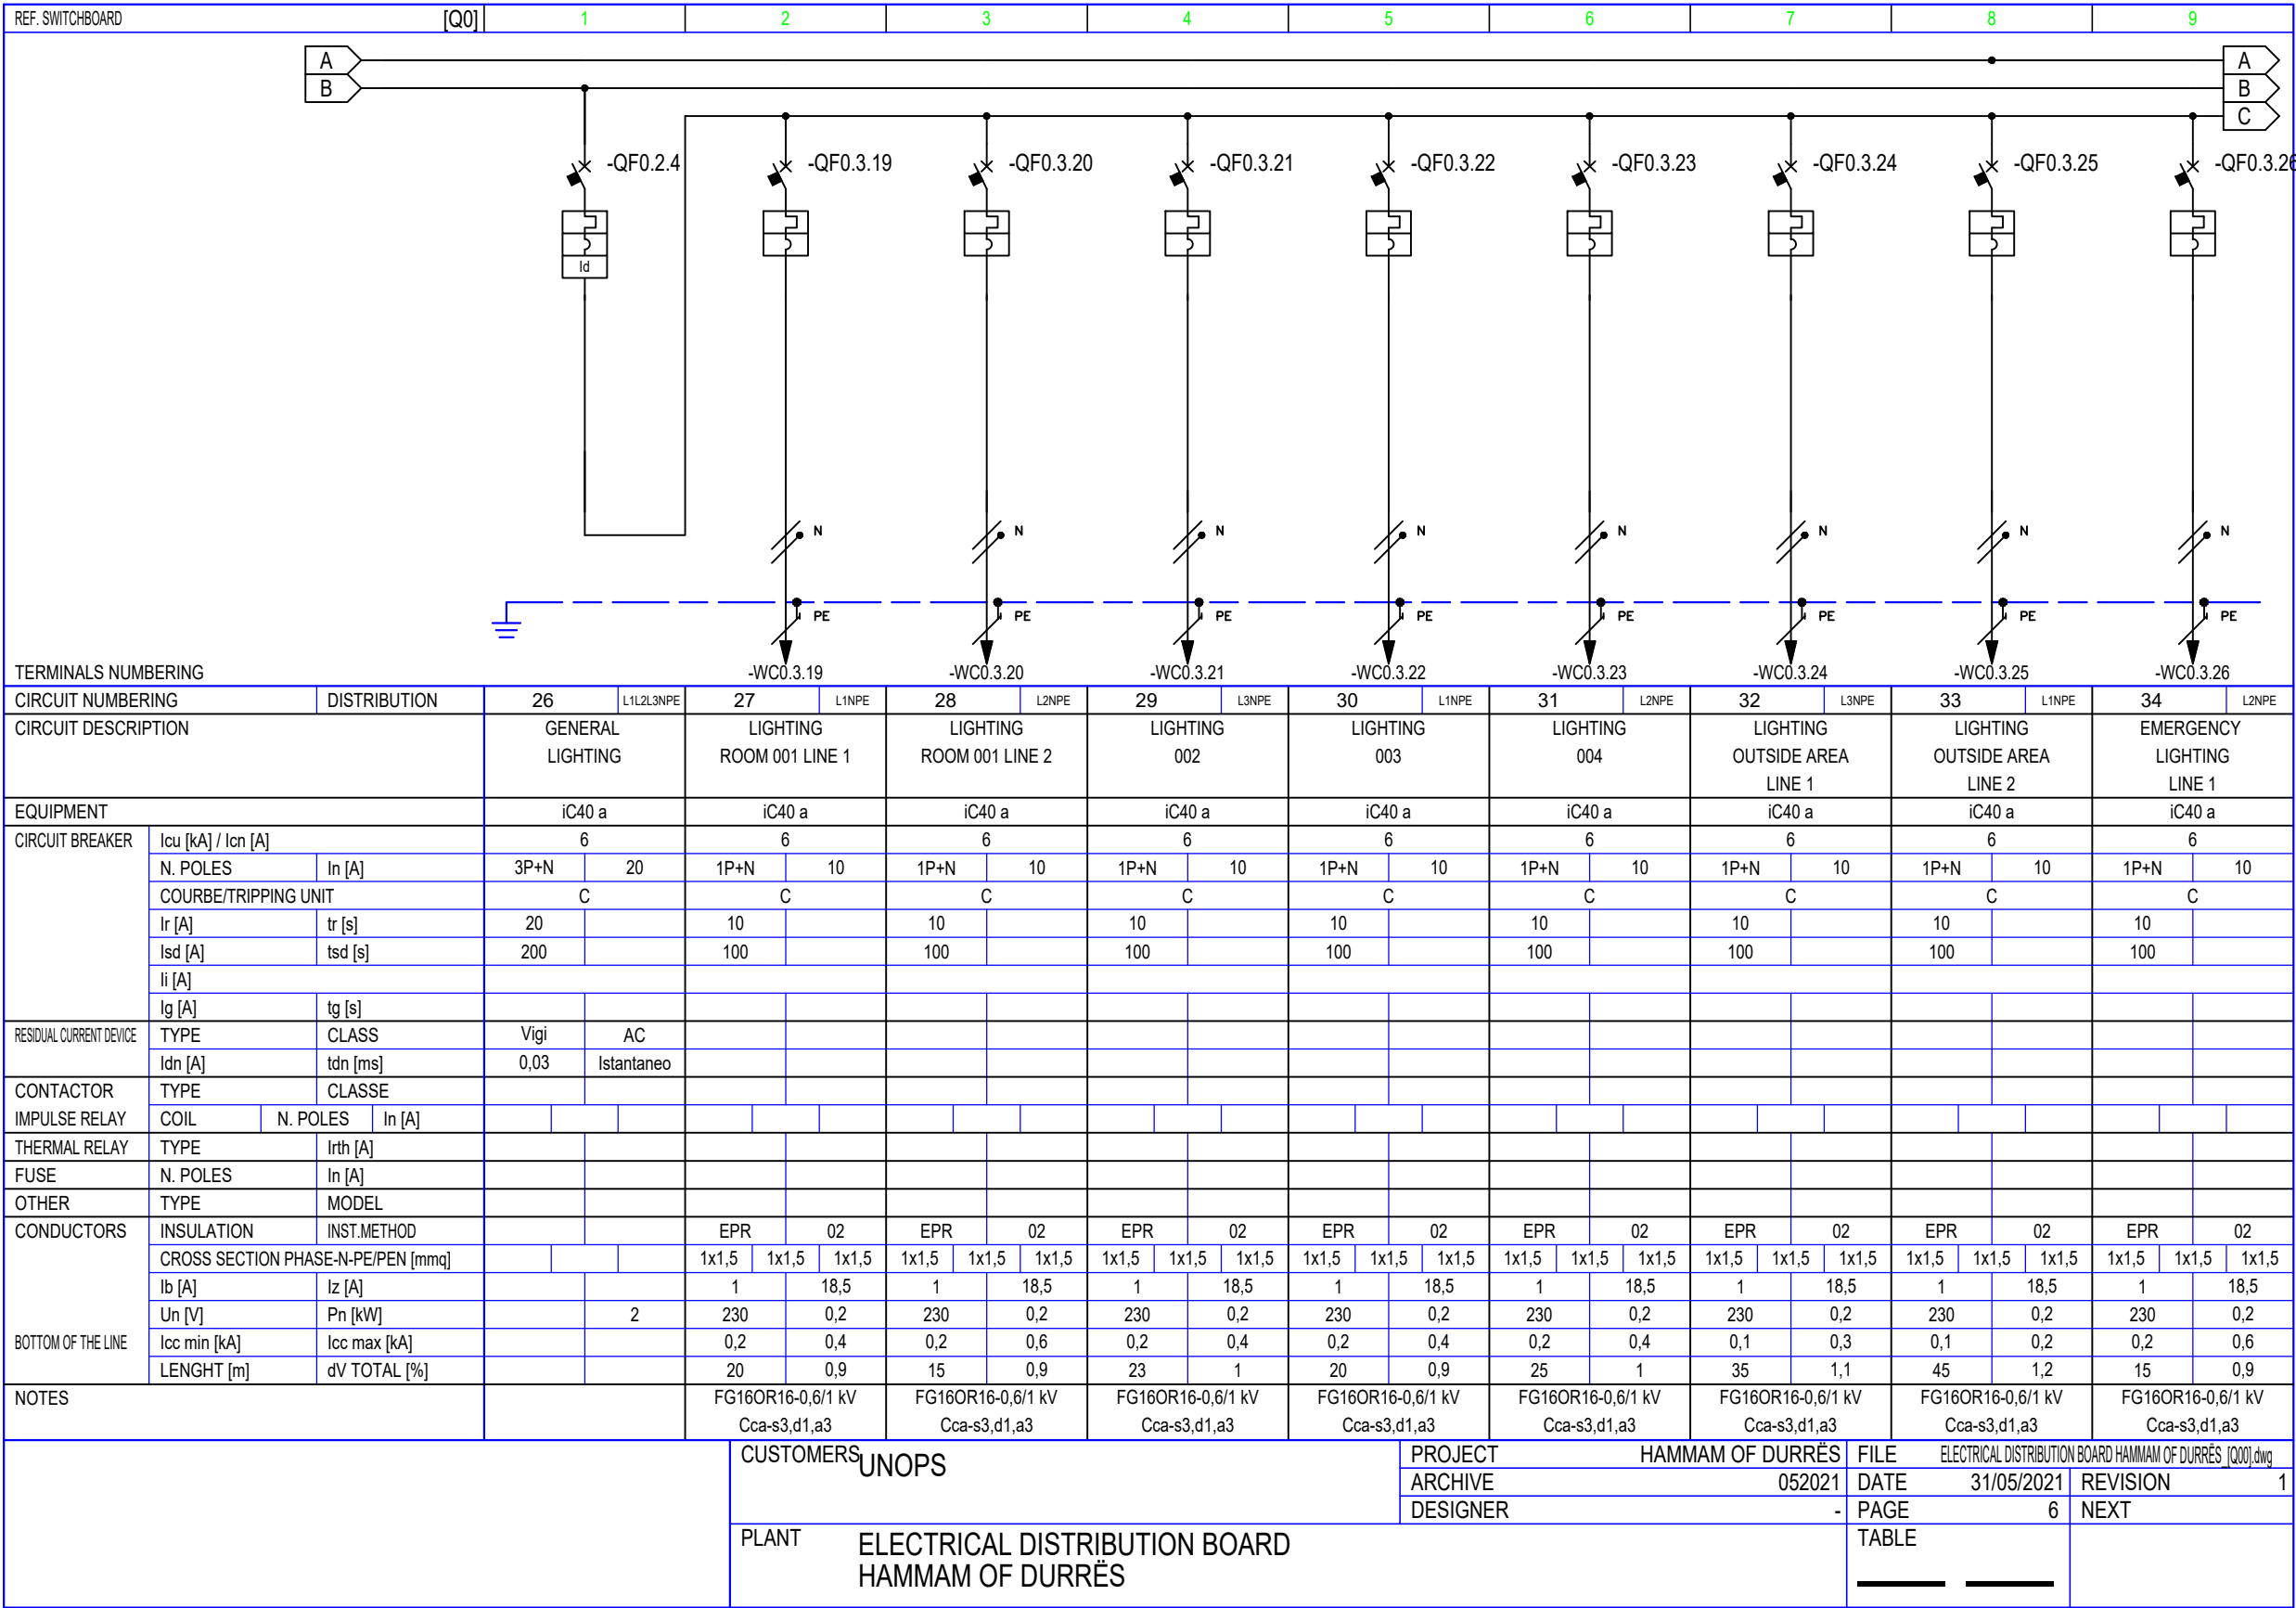 REF. SWITCHBOARD [Q0] 1 2 3 4 5 6 7 8 9
A A
B B
C
-QF0.2.4 -QF0.3.19 -QF0.3.20 -QF0.3.21 -QF0.3.22 -QF0.3.23 -QF0.3.24 -QF0.3.25 -QF0.3.26
Id
N N N N N N N N
PE PE PE PE PE PE PE PE
TERMINALS NUMBERING -WC0.3.19 -WC0.3.20 -WC0.3.21 -WC0.3.22 -WC0.3.23 -WC0.3.24 -WC0.3.25 -WC0.3.26
CIRCUIT NUMBERING DISTRIBUTION 26 L1L2L3NPE 27 L1NPE 28 L2NPE 29 L3NPE 30 L1NPE 31 L2NPE 32 L3NPE 33 L1NPE 34 L2NPE
CIRCUIT DESCRIPTION GENERAL LIGHTING LIGHTING LIGHTING LIGHTING LIGHTING LIGHTING LIGHTING EMERGENCY
LIGHTING ROOM 001 LINE 1 ROOM 001 LINE 2 002 003 004 OUTSIDE AREA OUTSIDE AREA LIGHTING
LINE 1 LINE 2 LINE 1
EQUIPMENT iC40 a iC40 a iC40 a iC40 a iC40 a iC40 a iC40 a iC40 a iC40 a
CIRCUIT BREAKER Icu [kA] / Icn [A] 6 6 6 6 6 6 6 6 6
N. POLES In [A] 3P+N 20 1P+N 10 1P+N 10 1P+N 10 1P+N 10 1P+N 10 1P+N 10 1P+N 10 1P+N 10
COURBE/TRIPPING UNIT C C C C C C C C C
Ir [A] tr [s] 20 10 10 10 10 10 10 10 10
Isd [A] tsd [s] 200 100 100 100 100 100 100 100 100
Ii [A]
Ig [A] tg [s]
RESIDUAL CURRENT DEVICE TYPE CLASS Vigi AC
Idn [A] tdn [ms] 0,03 Istantaneo
CONTACTOR TYPE CLASSE
IMPULSE RELAY COIL N. POLES In [A]
THERMAL RELAY TYPE Irth [A]
FUSE N. POLES In [A]
OTHER TYPE MODEL
CONDUCTORS INSULATION INST.METHOD EPR 02 EPR 02 EPR 02 EPR 02 EPR 02 EPR 02 EPR 02 EPR 02
CROSS SECTION PHASE-N-PE/PEN [mmq] 1x1,5 1x1,5 1x1,5 1x1,5 1x1,5 1x1,5 1x1,5 1x1,5 1x1,5 1x1,5 1x1,5 1x1,5 1x1,5 1x1,5 1x1,5 1x1,5 1x1,5 1x1,5 1x1,5 1x1,5 1x1,5 1x1,5 1x1,5 1x1,5
Ib [A] Iz [A] 1 18,5 1 18,5 1 18,5 1 18,5 1 18,5 1 18,5 1 18,5 1 18,5
Un [V] Pn [kW] 2 230 0,2 230 0,2 230 0,2 230 0,2 230 0,2 230 0,2 230 0,2 230 0,2
BOTTOM OF THE LINE Icc min [kA] Icc max [kA] 0,2 0,4 0,2 0,6 0,2 0,4 0,2 0,4 0,2 0,4 0,1 0,3 0,1 0,2 0,2 0,6
LENGHT [m] dV TOTAL [%] 20 0,9 15 0,9 23 1 20 0,9 25 1 35 1,1 45 1,2 15 0,9
NOTES FG16OR16-0,6/1 kV FG16OR16-0,6/1 kV FG16OR16-0,6/1 kV FG16OR16-0,6/1 kV FG16OR16-0,6/1 kV FG16OR16-0,6/1 kV FG16OR16-0,6/1 kV FG16OR16-0,6/1 kV
Cca-s3,d1,a3 Cca-s3,d1,a3 Cca-s3,d1,a3 Cca-s3,d1,a3 Cca-s3,d1,a3 Cca-s3,d1,a3 Cca-s3,d1,a3 Cca-s3,d1,a3
CUSTOMERS UNOPS PROJECT HAMMAM OF DURRËS FILE ELECTRICAL DISTRIBUTION BOARD HAMMAM OF DURRËS_[Q00].dwg
ARCHIVE 052021 DATE 31/05/2021 REVISION 1
DESIGNER - PAGE 6 NEXT
PLANT ELECTRICAL DISTRIBUTION BOARD TABLE
HAMMAM OF DURRËS